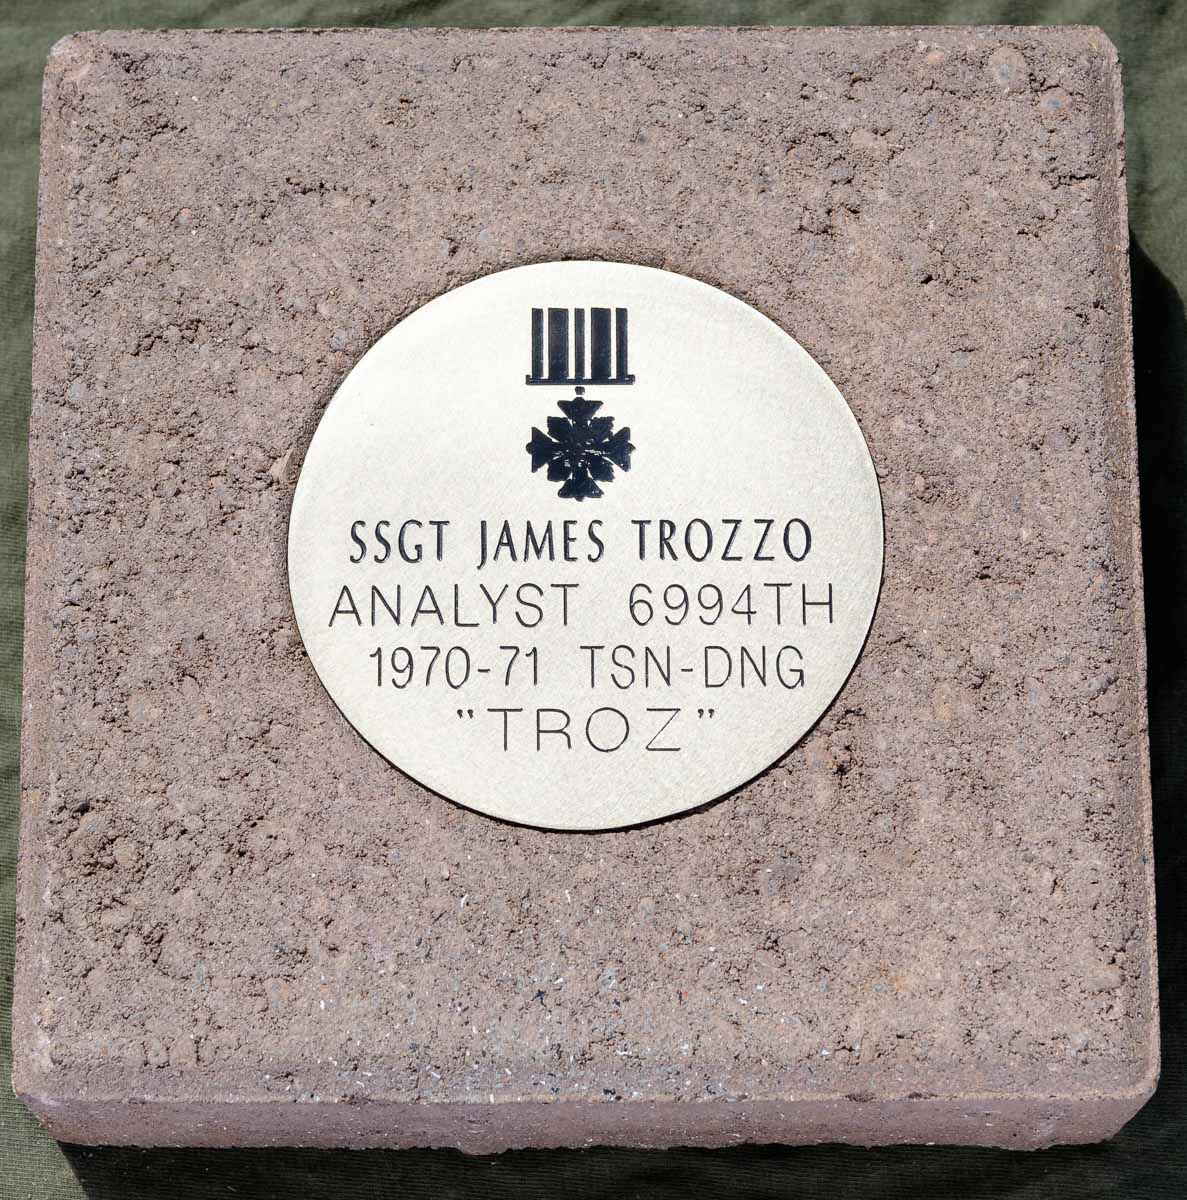 SSGT JAMES TROZZO
ANALYST 6994TH
1970-71 TSN-DNG
"TROZ"